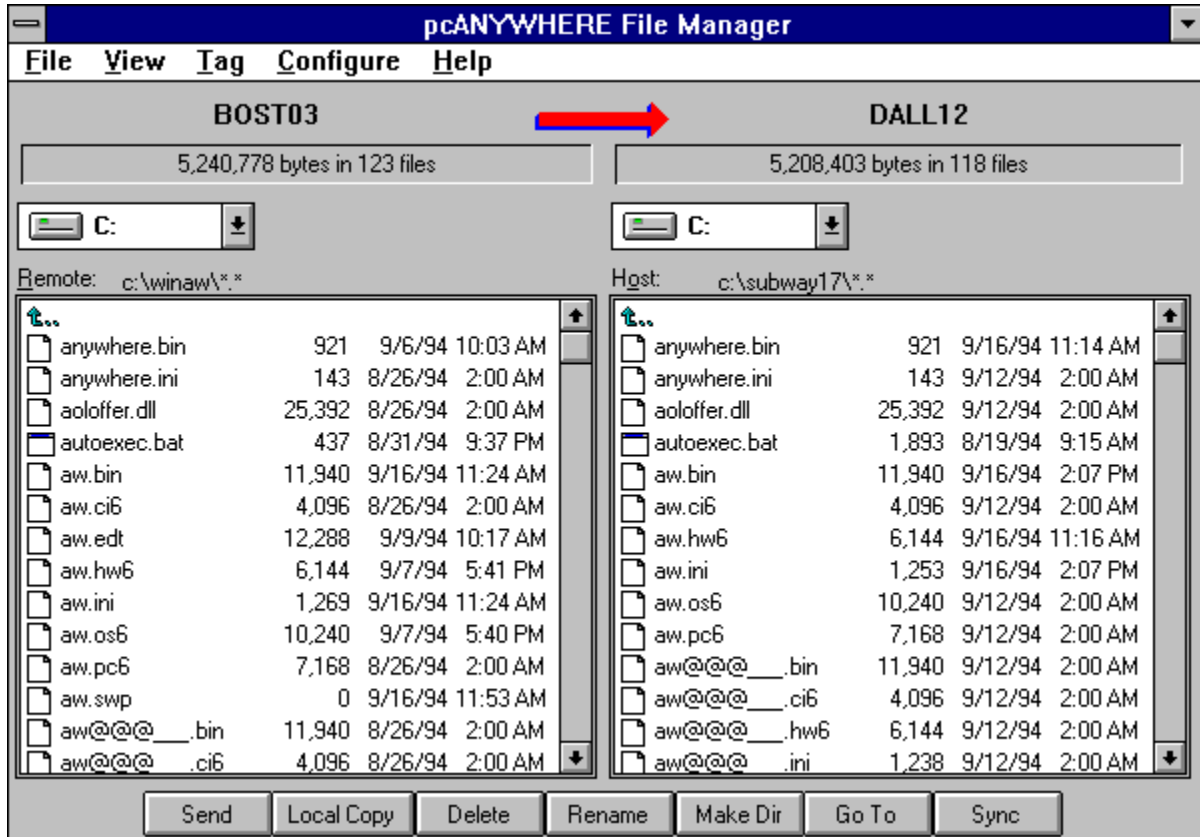 pcANYWHERE File Manager
File View Tag Configure Help
BOST03
5,240,778 bytes in 123 files
C:
Remote: c:\winaw\*.*
..
anywhere.bin 921 9/6/94 10:03 AM
anywhere.ini 143 8/26/94 2:00 AM
aoloffer.dll 25,392 8/26/94 2:00 AM
autoexec.bat 437 8/31/94 9:37 PM
aw.bin 11,940 9/16/94 11:24 AM
aw.ci6 4,096 8/26/94 2:00 AM
aw.edt 12,288 9/9/94 10:17 AM
aw.hw6 6,144 9/7/94 5:41 PM
aw.ini 1,269 9/16/94 11:24 AM
aw.os6 10,240 9/7/94 5:40 PM
aw.pc6 7,168 8/26/94 2:00 AM
aw.swp 0 9/16/94 11:53 AM
aw@@@___.bin 11,940 8/26/94 2:00 AM
aw@@@___.ci6 4,096 8/26/94 2:00 AM
DALL12
5,208,403 bytes in 118 files
C:
Host: c:\subway17\*.*
..
anywhere.bin 921 9/16/94 11:14 AM
anywhere.ini 143 9/12/94 2:00 AM
aoloffer.dll 25,392 9/12/94 2:00 AM
autoexec.bat 1,893 8/19/94 9:15 AM
aw.bin 11,940 9/16/94 2:07 PM
aw.ci6 4,096 9/12/94 2:00 AM
aw.hw6 6,144 9/16/94 11:16 AM
aw.ini 1,253 9/16/94 2:07 PM
aw.os6 10,240 9/12/94 2:00 AM
aw.pc6 7,168 9/12/94 2:00 AM
aw@@@___.bin 11,940 9/12/94 2:00 AM
aw@@@___.ci6 4,096 9/12/94 2:00 AM
aw@@@___.hw6 6,144 9/12/94 2:00 AM
aw@@@___.ini 1,238 9/12/94 2:00 AM
Send Local Copy Delete Rename Make Dir Go To Sync